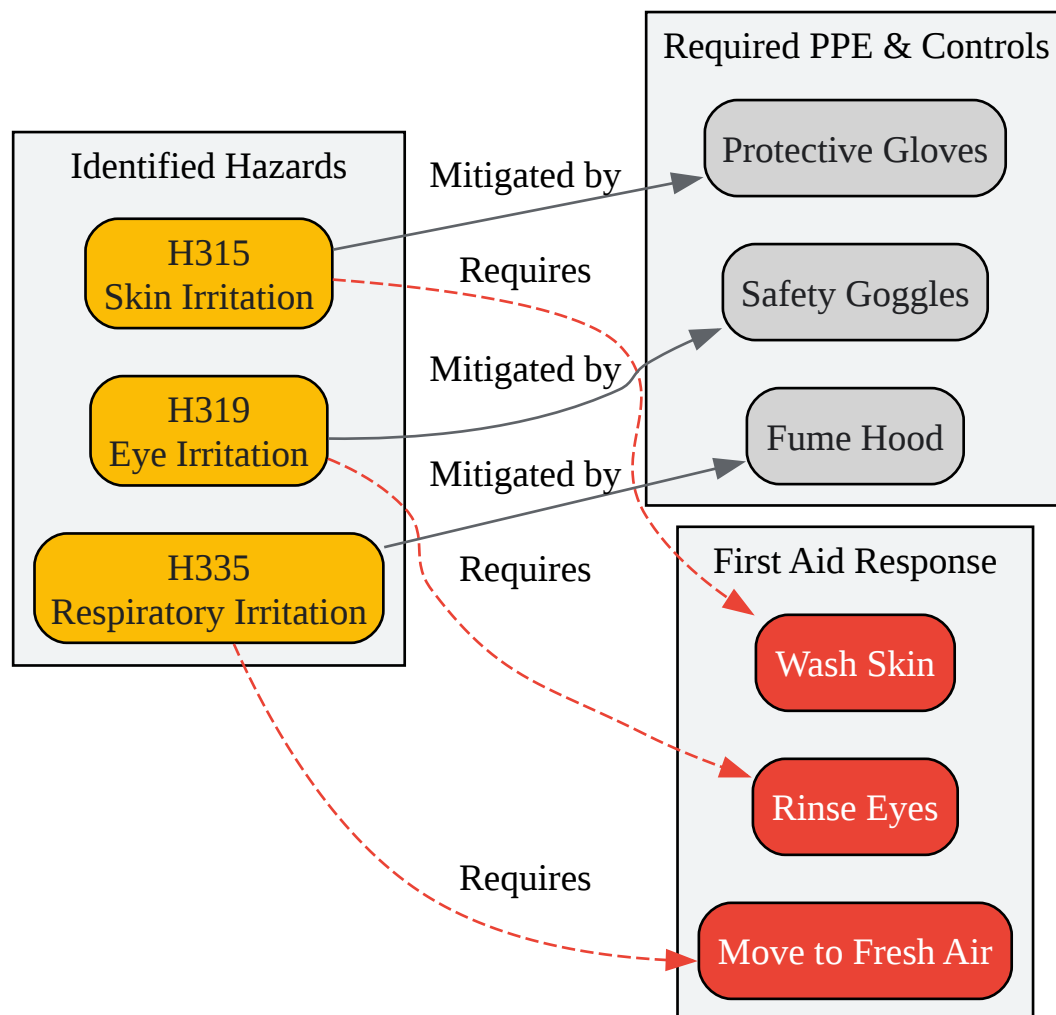 Identified Hazards
H315
Skin Irritation
H319
Eye Irritation
H335
Respiratory Irritation
Mitigated by
Requires
Mitigated by
Mitigated by
Requires
Requires
Required PPE & Controls
Protective Gloves
Safety Goggles
Fume Hood
First Aid Response
Wash Skin
Rinse Eyes
Move to Fresh Air